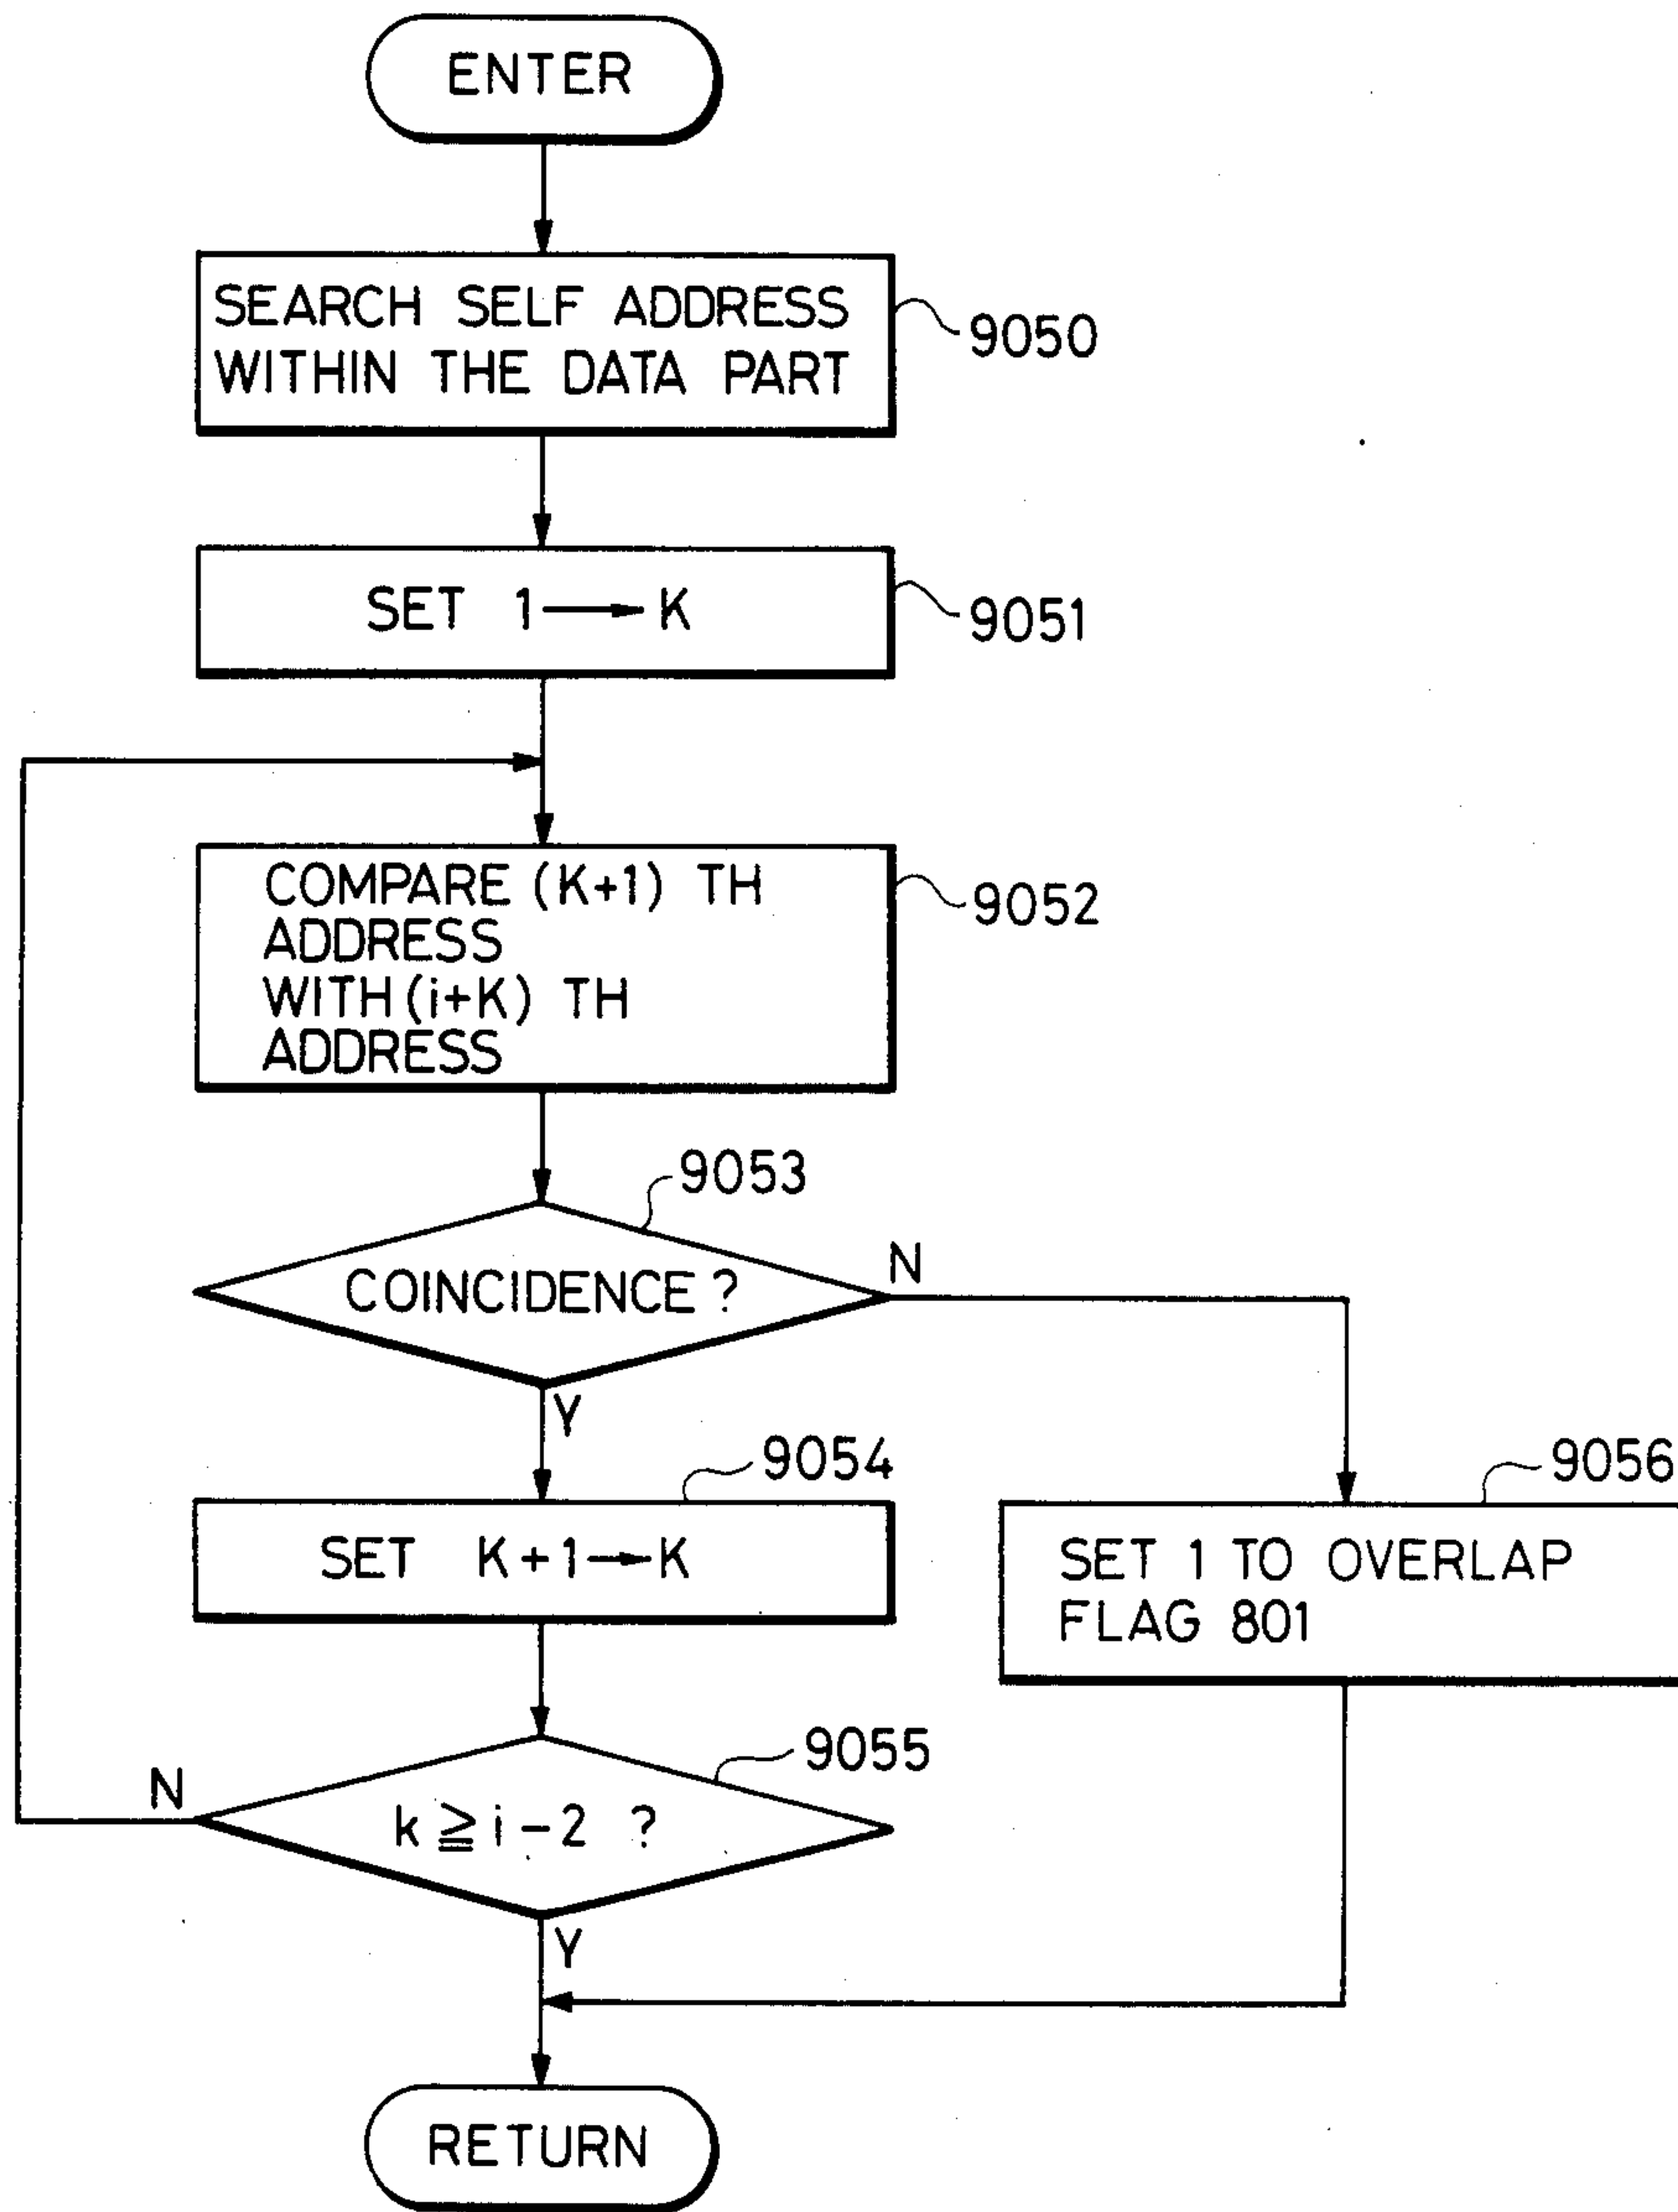 ENTER
SEARCH SELF ADDRESS
WITHIN THE DATA PART
9050
SET 1→K
9051
COMPARE (K+1) TH
ADDRESS
WITH (i+K) TH
ADDRESS
9052
9053
COINCIDENCE ?
N
Y
9054
SET K+1→K
9056
SET 1 TO OVERLAP
FLAG 801
9055
N
k ≧ i-2 ?
Y
RETURN